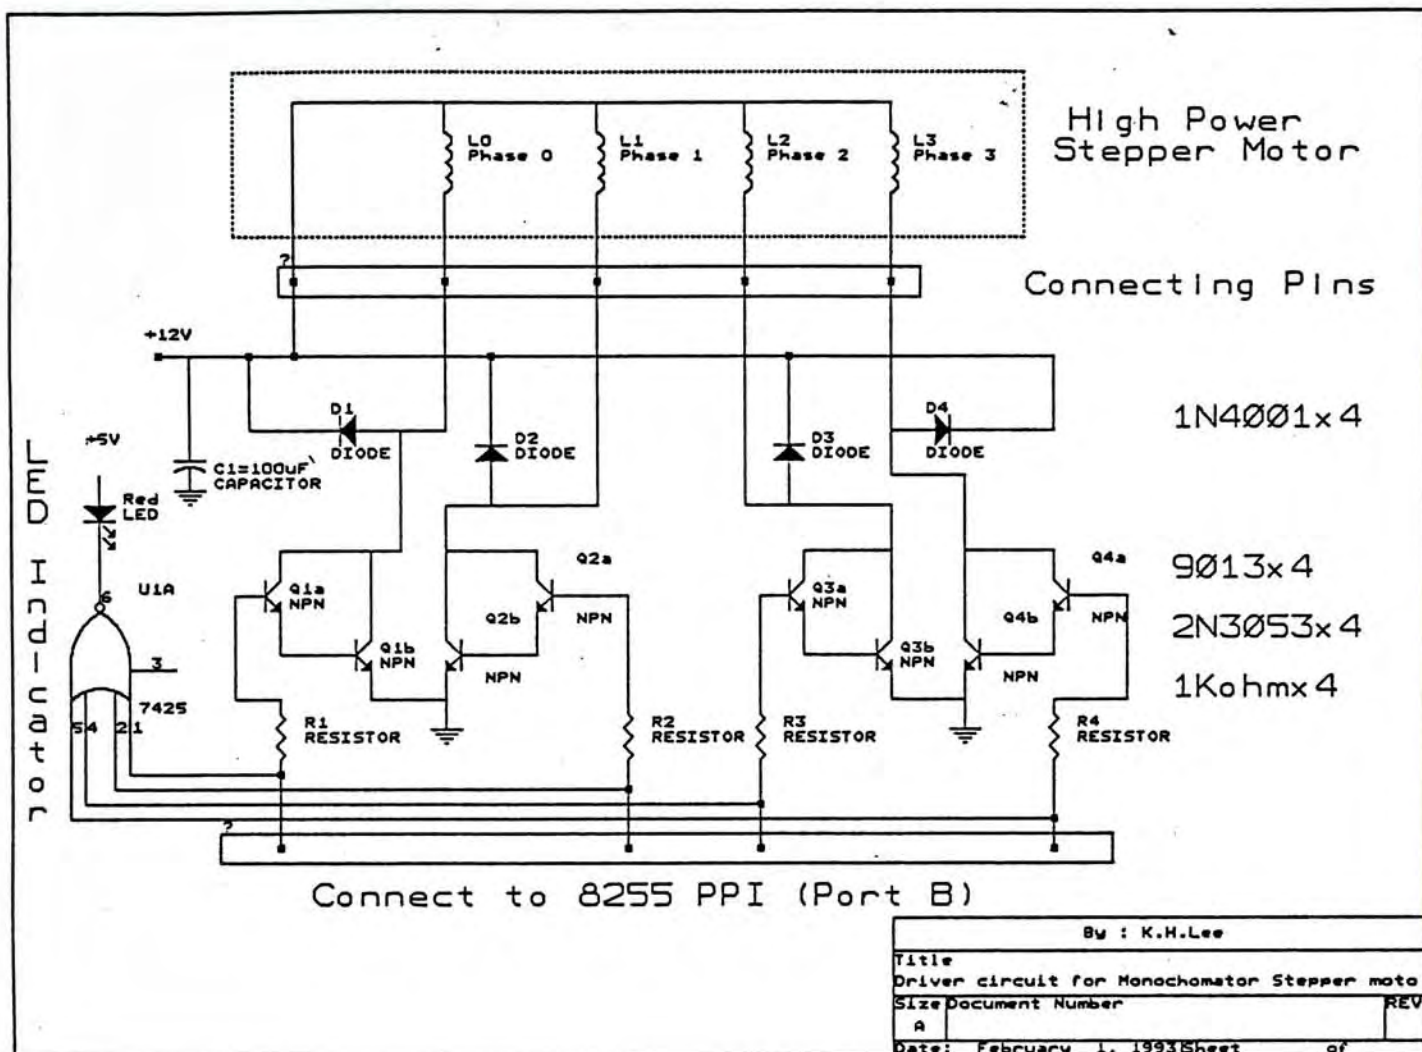 High Power
Stepper Motor
L0
Phase 0
L1
Phase 1
L2
Phase 2
L3
Phase 3
?
Connecting Pins
+12V
D1
DIODE
D2
DIODE
D3
DIODE
D4
DIODE
1N4001x4
+5V
C1=100uF
CAPACITOR
Red
LED
LED Indicator
U1A
6
3
7425
54
21
Q1a
NPN
Q1b
NPN
Q2a
NPN
Q2b
NPN
Q3a
NPN
Q3b
NPN
Q4a
NPN
Q4b
NPN
9013x4
2N3053x4
1Kohmx4
R1
RESISTOR
R2
RESISTOR
R3
RESISTOR
R4
RESISTOR
?
Connect to 8255 PPI (Port B)
By : K.H.Lee
Title
Driver circuit for Monochomator Stepper moto
Size Document Number REV
A
Date: February 1, 1993 Sheet of